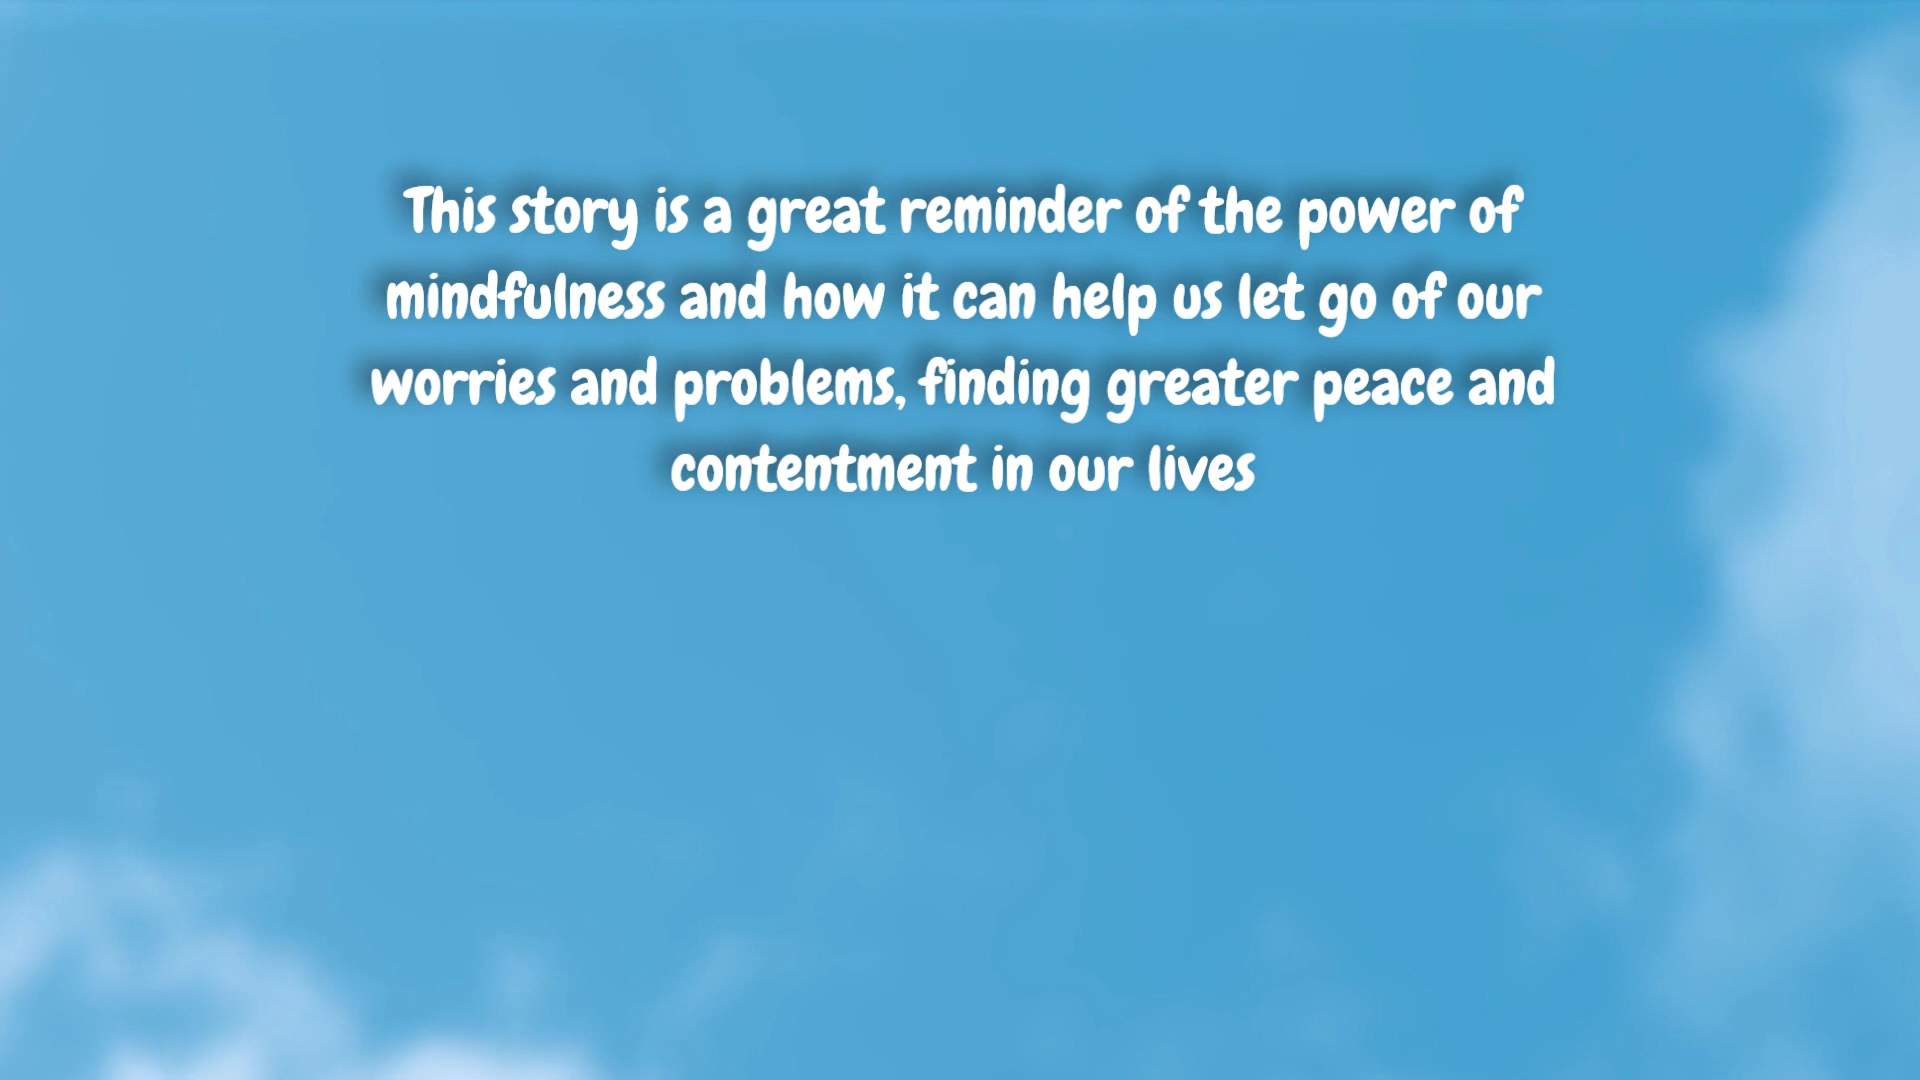 This story is a great reminder of the power of
mindfulness and how it can help us let go of our
worries and problems, finding greater peace and
contentment in our lives